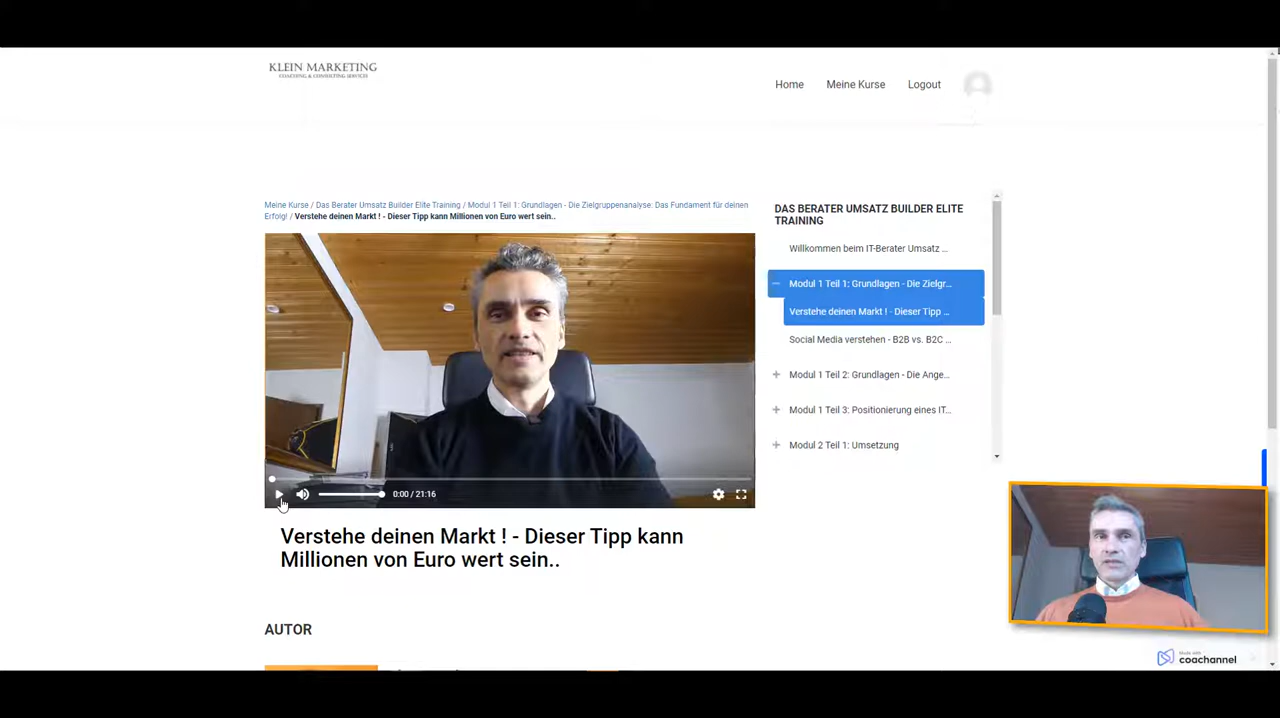 KLEIN MARKETING
COACHING & CONSULTING SERVICES
Home
Meine Kurse
Logout
Meine Kurse / Das Berater Umsatz Builder Elite Training / Modul 1 Teil 1: Grundlagen - Die Zielgruppenanalyse: Das Fundament für deinen
Erfolg! / Verstehe deinen Markt ! - Dieser Tipp kann Millionen von Euro wert sein..
0:00 / 21:16
Verstehe deinen Markt ! - Dieser Tipp kann
Millionen von Euro wert sein..
AUTOR
DAS BERATER UMSATZ BUILDER ELITE
TRAINING
Willkommen beim IT-Berater Umsatz ...
Modul 1 Teil 1: Grundlagen - Die Zielgr...
Verstehe deinen Markt ! - Dieser Tipp ...
Social Media verstehen - B2B vs. B2C ...
Modul 1 Teil 2: Grundlagen - Die Ange...
Modul 1 Teil 3: Positionierung eines IT...
Modul 2 Teil 1: Umsetzung
Made with
coachannel